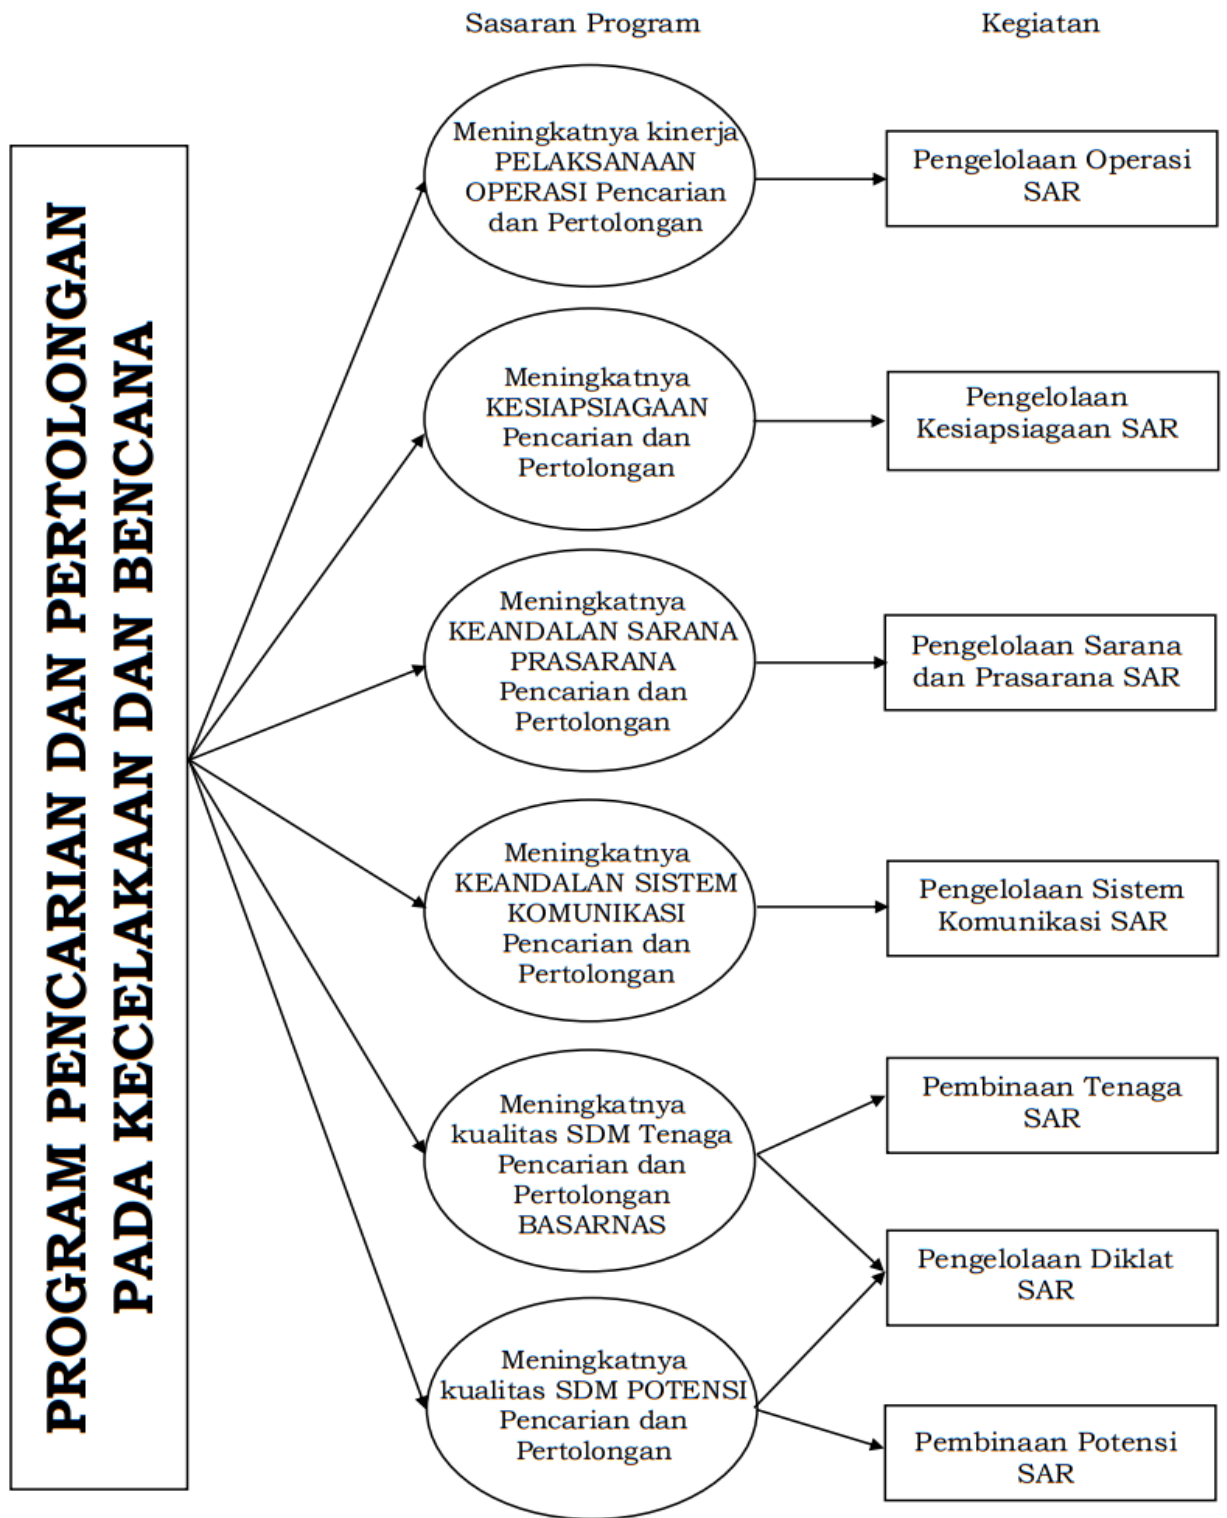 Sasaran Program
Kegiatan
PROGRAM PENCARIAN DAN PERTOLONGAN
PADA KECELAKAAN DAN BENCANA
Meningkatnya kinerja
PELAKSANAAN
OPERASI Pencarian
dan Pertolongan
Pengelolaan Operasi
SAR
Meningkatnya
KESIAPSIAGAAN
Pencarian dan
Pertolongan
Pengelolaan
Kesiapsiagaan SAR
Meningkatnya
KEANDALAN SARANA
PRASARANA
Pencarian dan
Pertolongan
Pengelolaan Sarana
dan Prasarana SAR
Meningkatnya
KEANDALAN SISTEM
KOMUNIKASI
Pencarian dan
Pertolongan
Pengelolaan Sistem
Komunikasi SAR
Meningkatnya
kualitas SDM Tenaga
Pencarian dan
Pertolongan
BASARNAS
Pembinaan Tenaga
SAR
Pengelolaan Diklat
SAR
Meningkatnya
kualitas SDM POTENSI
Pencarian dan
Pertolongan
Pembinaan Potensi
SAR